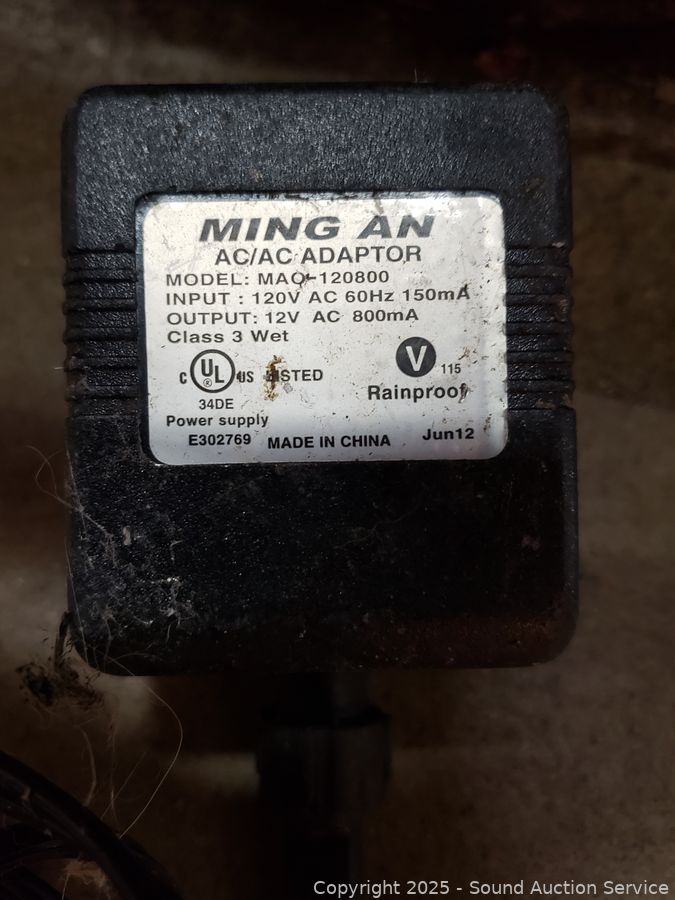 MING AN
AC/AC ADAPTOR
MODEL: MAO-120800
INPUT : 120V AC 60Hz 150mA
OUTPUT: 12V AC 800mA
Class 3 Wet
C UL ® US LISTED
34DE
Power supply
E302769
V 115
Rainproof
MADE IN CHINA
Jun12
Copyright 2025 - Sound Auction Service